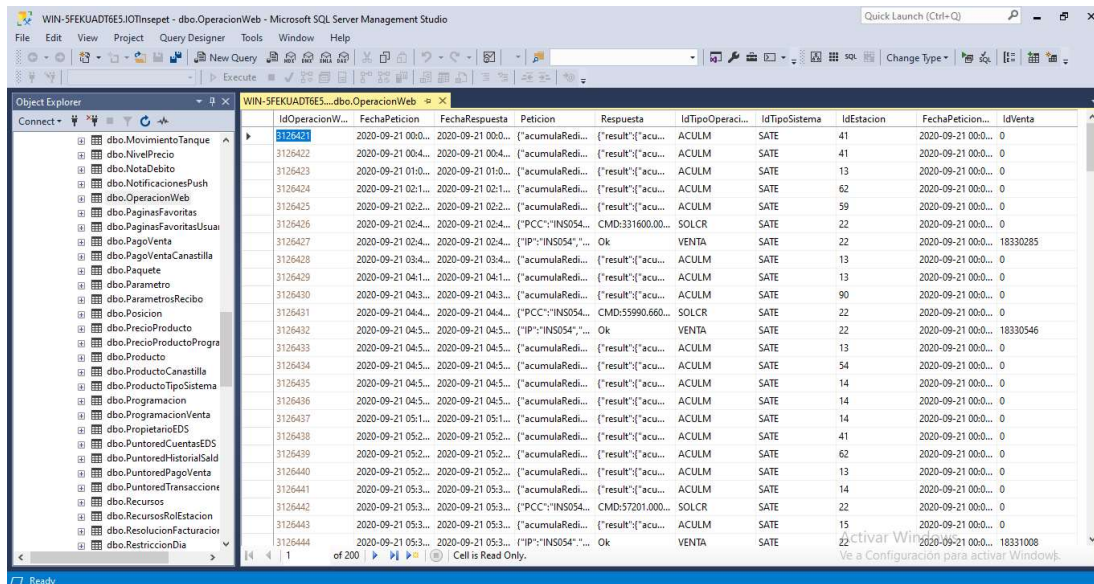 WIN-5FEKUADT6E5.IOTInsepet - dbo.OperacionWeb - Microsoft SQL Server Management Studio
Quick Launch (Ctrl+Q)
File Edit View Project Query Designer Tools Window Help
New Query Change Type
Execute
Object Explorer
Connect
dbo.MovimientoTanque
dbo.NivelPrecio
dbo.NotaDebito
dbo.NotificacionesPush
dbo.OperacionWeb
dbo.PaginasFavoritas
dbo.PaginasFavoritasUsuar
dbo.PagoVenta
dbo.PagoVentaCanastilla
dbo.Paquete
dbo.Parametro
dbo.ParametrosRecibo
dbo.Posicion
dbo.PrecioProducto
dbo.PrecioProductoProgra
dbo.Producto
dbo.ProductoCanastilla
dbo.ProductoTipoSistema
dbo.Programacion
dbo.ProgramacionVenta
dbo.PropietarioEDS
dbo.PuntoredCuentasEDS
dbo.PuntoredHistorialSald
dbo.PuntoredPagoVenta
dbo.PuntoredTransaccione
dbo.Recursos
dbo.RecursosRolEstacion
dbo.ResolucionFacturacion
dbo.RestriccionDia
WIN-5FEKUADT6E5....dbo.OperacionWeb
IdOperacionW... FechaPeticion FechaRespuesta Peticion Respuesta IdTipoOperaci... IdTipoSistema IdEstacion FechaPeticion... IdVenta
3126421 2020-09-21 00:0... 2020-09-21 00:0... {"acumulaRedi... {"result":{"acu... ACULM SATE 41 2020-09-21 00:0... 0
3126422 2020-09-21 00:4... 2020-09-21 00:4... {"acumulaRedi... {"result":{"acu... ACULM SATE 41 2020-09-21 00:0... 0
3126423 2020-09-21 01:0... 2020-09-21 01:0... {"acumulaRedi... {"result":{"acu... ACULM SATE 13 2020-09-21 00:0... 0
3126424 2020-09-21 02:1... 2020-09-21 02:1... {"acumulaRedi... {"result":{"acu... ACULM SATE 62 2020-09-21 00:0... 0
3126425 2020-09-21 02:2... 2020-09-21 02:2... {"acumulaRedi... {"result":{"acu... ACULM SATE 59 2020-09-21 00:0... 0
3126426 2020-09-21 02:4... 2020-09-21 02:4... {"PCC":"INS054... CMD:331600.00... SOLCR SATE 22 2020-09-21 00:0... 0
3126427 2020-09-21 02:4... 2020-09-21 02:4... {"IP":"INS054","... Ok VENTA SATE 22 2020-09-21 00:0... 18330285
3126428 2020-09-21 03:4... 2020-09-21 03:4... {"acumulaRedi... {"result":{"acu... ACULM SATE 13 2020-09-21 00:0... 0
3126429 2020-09-21 04:1... 2020-09-21 04:1... {"acumulaRedi... {"result":{"acu... ACULM SATE 13 2020-09-21 00:0... 0
3126430 2020-09-21 04:3... 2020-09-21 04:3... {"acumulaRedi... {"result":{"acu... ACULM SATE 90 2020-09-21 00:0... 0
3126431 2020-09-21 04:4... 2020-09-21 04:4... {"PCC":"INS054... CMD:55990.660... SOLCR SATE 22 2020-09-21 00:0... 0
3126432 2020-09-21 04:5... 2020-09-21 04:5... {"IP":"INS054","... Ok VENTA SATE 22 2020-09-21 00:0... 18330546
3126433 2020-09-21 04:5... 2020-09-21 04:5... {"acumulaRedi... {"result":{"acu... ACULM SATE 13 2020-09-21 00:0... 0
3126434 2020-09-21 04:5... 2020-09-21 04:5... {"acumulaRedi... {"result":{"acu... ACULM SATE 54 2020-09-21 00:0... 0
3126435 2020-09-21 04:5... 2020-09-21 04:5... {"acumulaRedi... {"result":{"acu... ACULM SATE 14 2020-09-21 00:0... 0
3126436 2020-09-21 04:5... 2020-09-21 04:5... {"acumulaRedi... {"result":{"acu... ACULM SATE 14 2020-09-21 00:0... 0
3126437 2020-09-21 05:1... 2020-09-21 05:1... {"acumulaRedi... {"result":{"acu... ACULM SATE 14 2020-09-21 00:0... 0
3126438 2020-09-21 05:2... 2020-09-21 05:2... {"acumulaRedi... {"result":{"acu... ACULM SATE 41 2020-09-21 00:0... 0
3126439 2020-09-21 05:2... 2020-09-21 05:2... {"acumulaRedi... {"result":{"acu... ACULM SATE 62 2020-09-21 00:0... 0
3126440 2020-09-21 05:2... 2020-09-21 05:2... {"acumulaRedi... {"result":{"acu... ACULM SATE 13 2020-09-21 00:0... 0
3126441 2020-09-21 05:3... 2020-09-21 05:3... {"acumulaRedi... {"result":{"acu... ACULM SATE 14 2020-09-21 00:0... 0
3126442 2020-09-21 05:3... 2020-09-21 05:3... {"PCC":"INS054... CMD:57201.000... SOLCR SATE 22 2020-09-21 00:0... 0
3126443 2020-09-21 05:3... 2020-09-21 05:3... {"acumulaRedi... {"result":{"acu... ACULM SATE 15 2020-09-21 00:0... 0
3126444 2020-09-21 05:3... 2020-09-21 05:3... {"IP":"INS054","... Ok VENTA SATE 22 2020-09-21 00:0... 18331008
Activar Windows
Ve a Configuración para activar Windows.
1 of 200 Cell is Read Only.
Ready